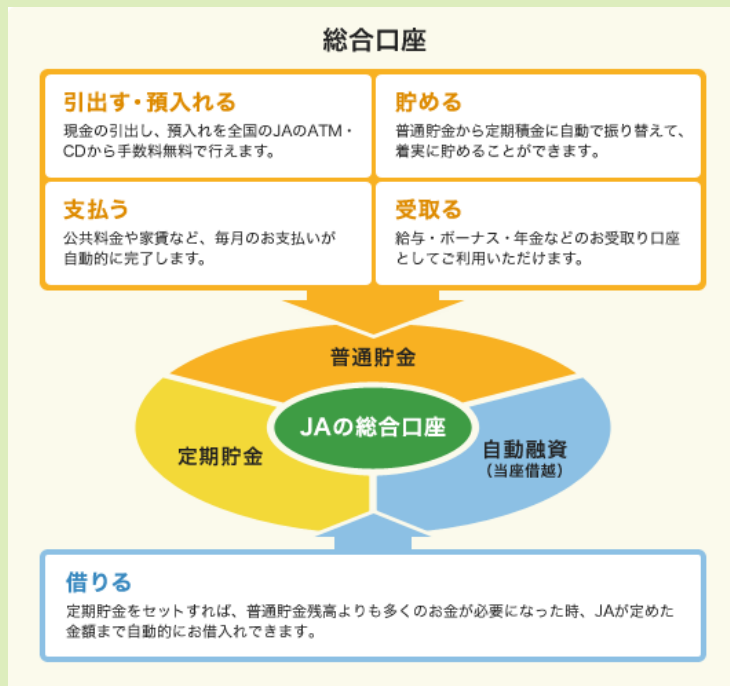 総合口座
引出す・預入れる
現金の引出し、預入れを全国のJAのATM・
CDから手数料無料で行えます。
貯める
普通貯金から定期積金に自動で振り替えて、
着実に貯めることができます。
支払う
公共料金や家賃など、毎月のお支払いが
自動的に完了します。
受取る
給与・ボーナス・年金などのお受取り口座
としてご利用いただけます。
普通貯金
JAの総合口座
定期貯金
自動融資
（当座借越）
借りる
定期貯金をセットすれば、普通貯金残高よりも多くのお金が必要になった時、JAが定めた
金額まで自動的にお借入れできます。